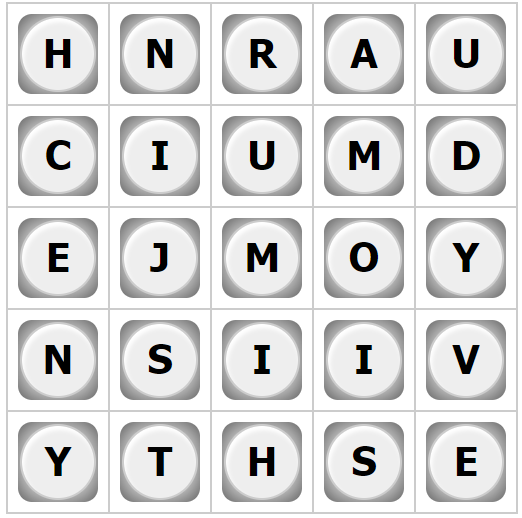 H N R A U
C I U M D
E J M O Y
N S I I V
Y T H S E